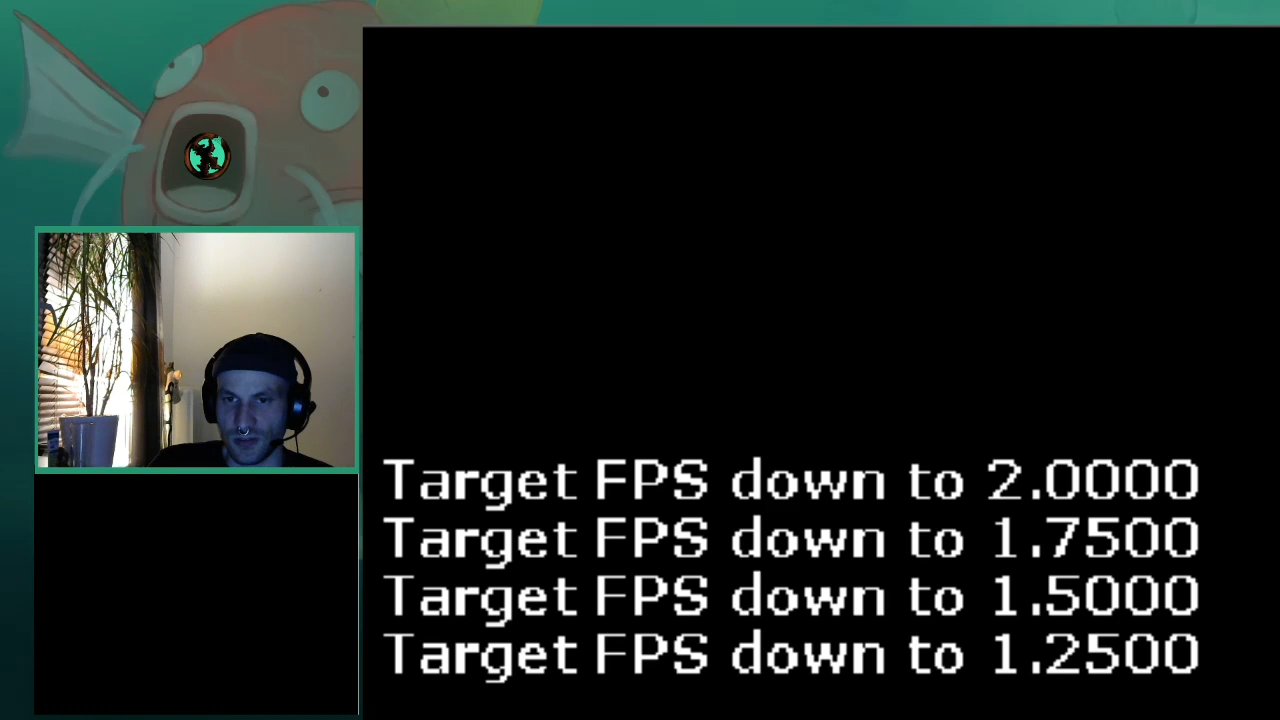 Target FPS down to 2.0000
Target FPS down to 1.7500
Target FPS down to 1.5000
Target FPS down to 1.2500